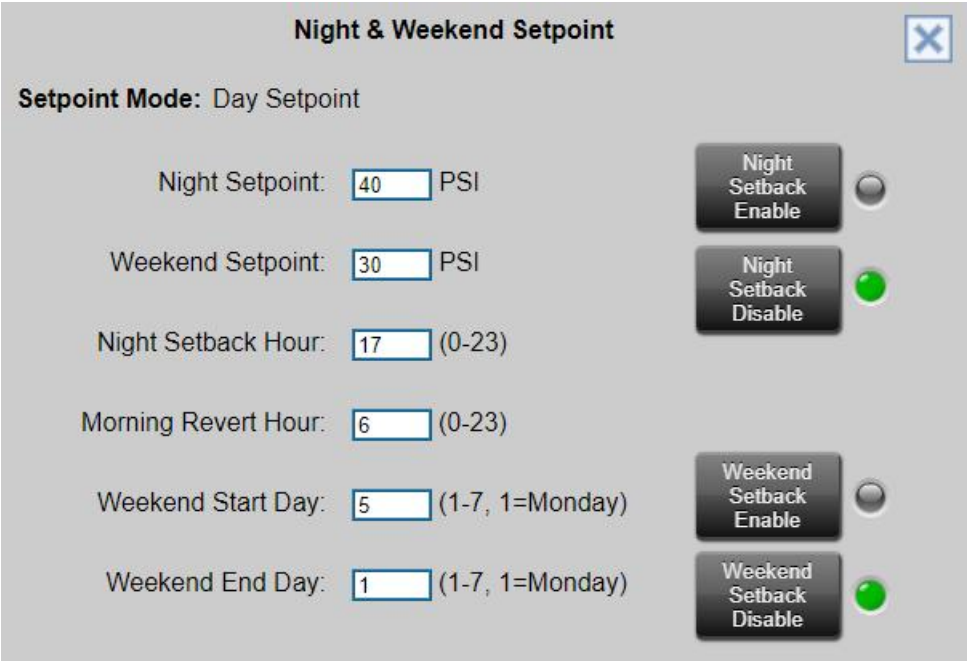 Night & Weekend Setpoint
Setpoint Mode: Day Setpoint
Night Setpoint: 40 PSI
Night
Setback
Enable
Weekend Setpoint: 30 PSI
Night
Setback
Disable
Night Setback Hour: 17 (0-23)
Morning Revert Hour: 6 (0-23)
Weekend Start Day: 5 (1-7, 1=Monday)
Weekend
Setback
Enable
Weekend End Day: 1 (1-7, 1=Monday)
Weekend
Setback
Disable